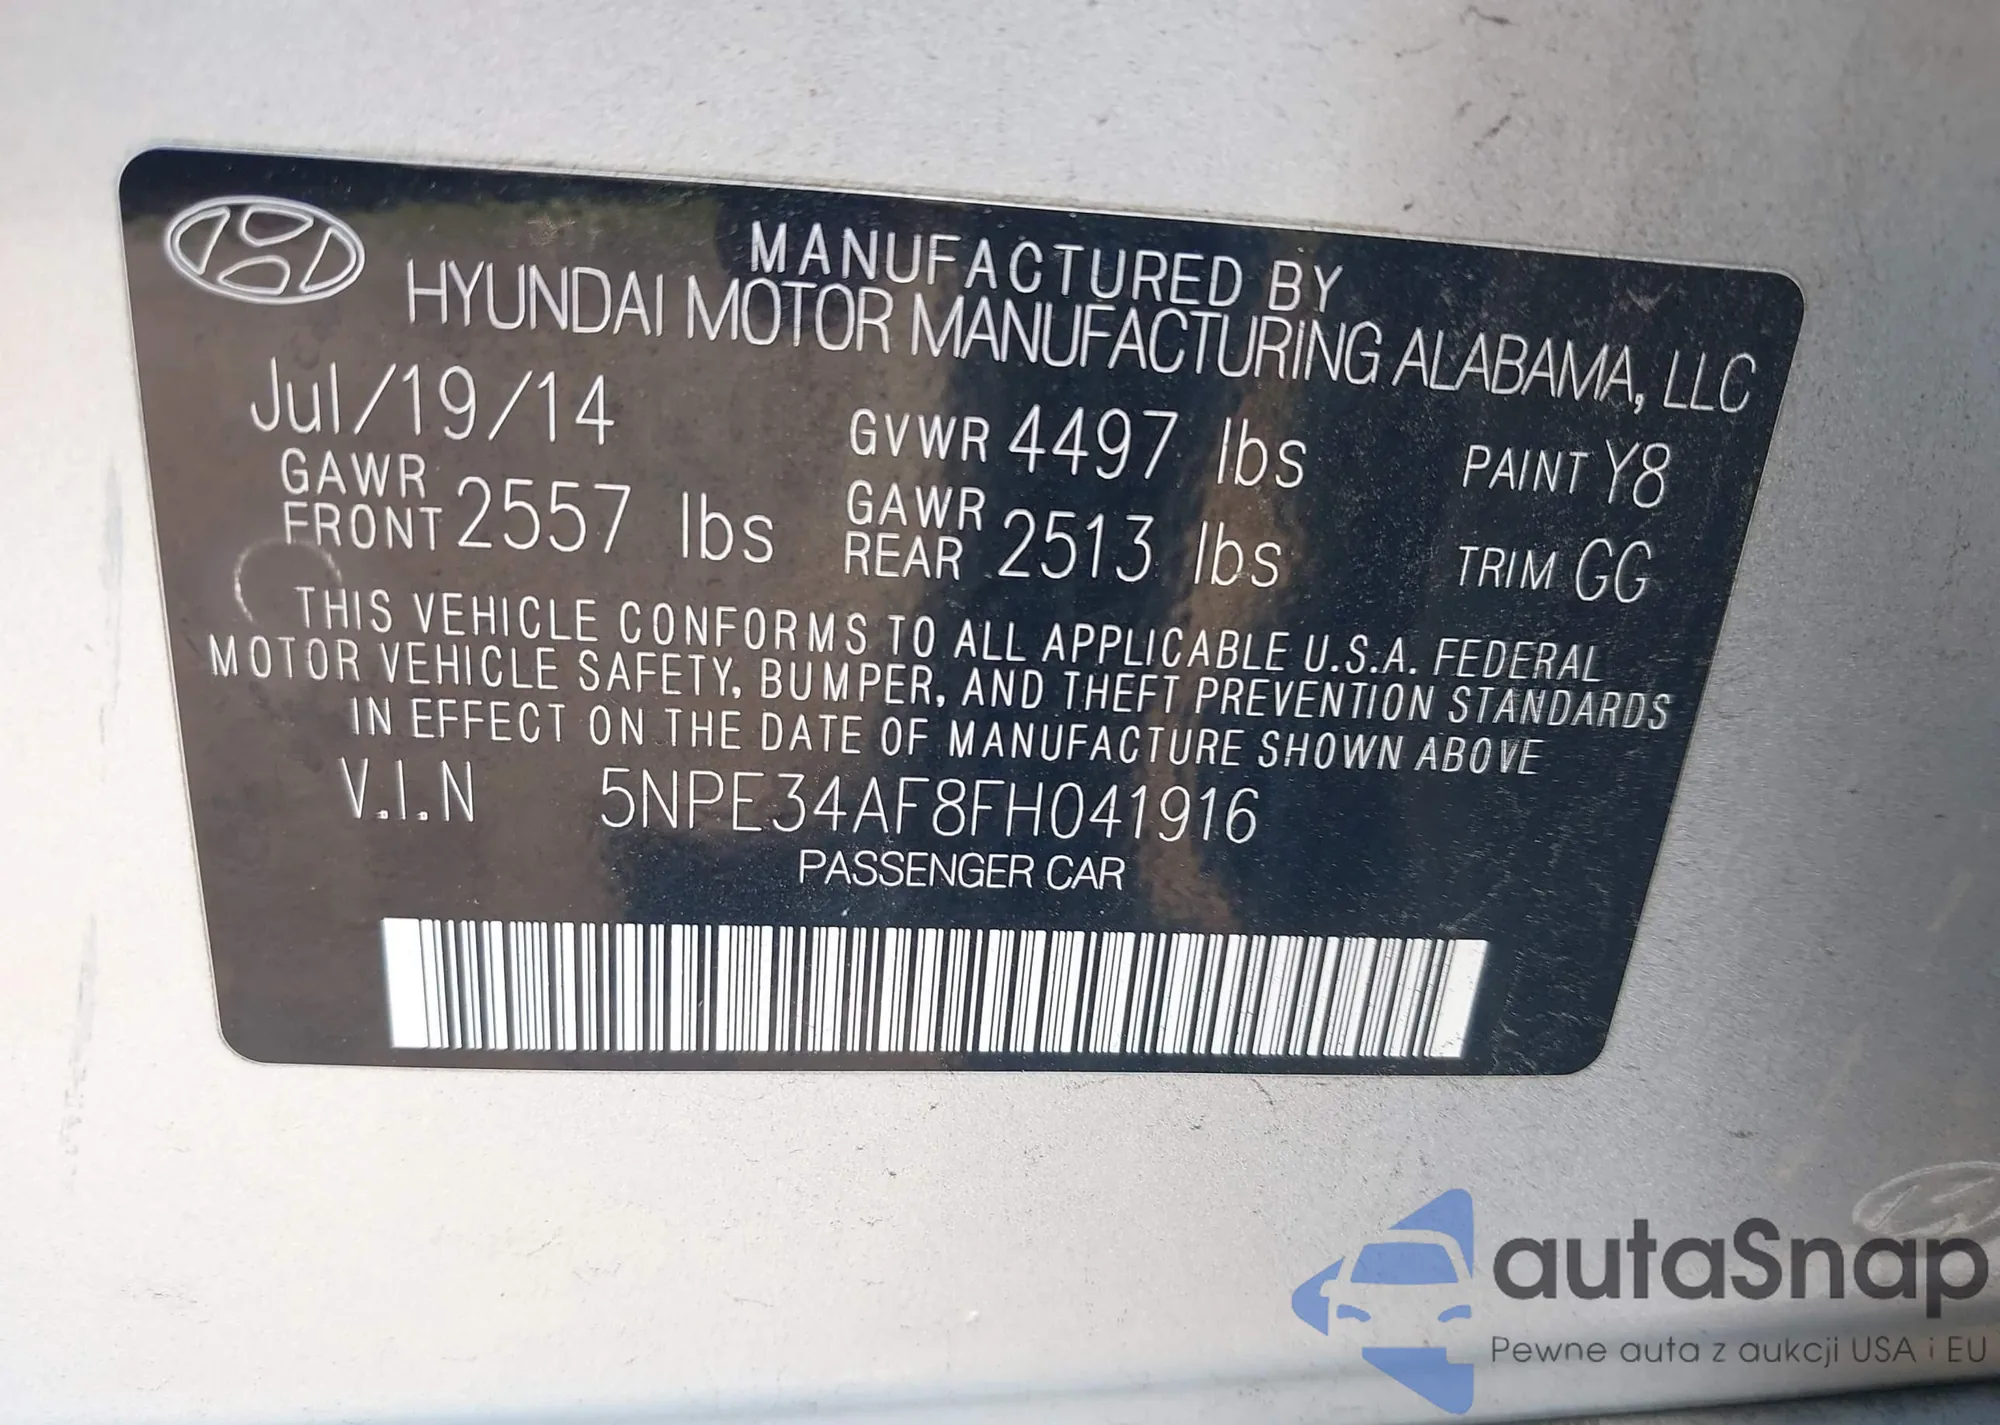 MANUFACTURED BY
HYUNDAI MOTOR MANUFACTURING ALABAMA, LLC
Jul/19/14 GVWR 4497 lbs PAINT Y8
GAWR FRONT 2557 lbs GAWR REAR 2513 lbs TRIM GG
THIS VEHICLE CONFORMS TO ALL APPLICABLE U.S.A. FEDERAL
MOTOR VEHICLE SAFETY, BUMPER, AND THEFT PREVENTION STANDARDS
IN EFFECT ON THE DATE OF MANUFACTURE SHOWN ABOVE
V.I.N 5NPE34AF8FH041916
PASSENGER CAR
autaSnap
Pewne auta z aukcji USA i EU